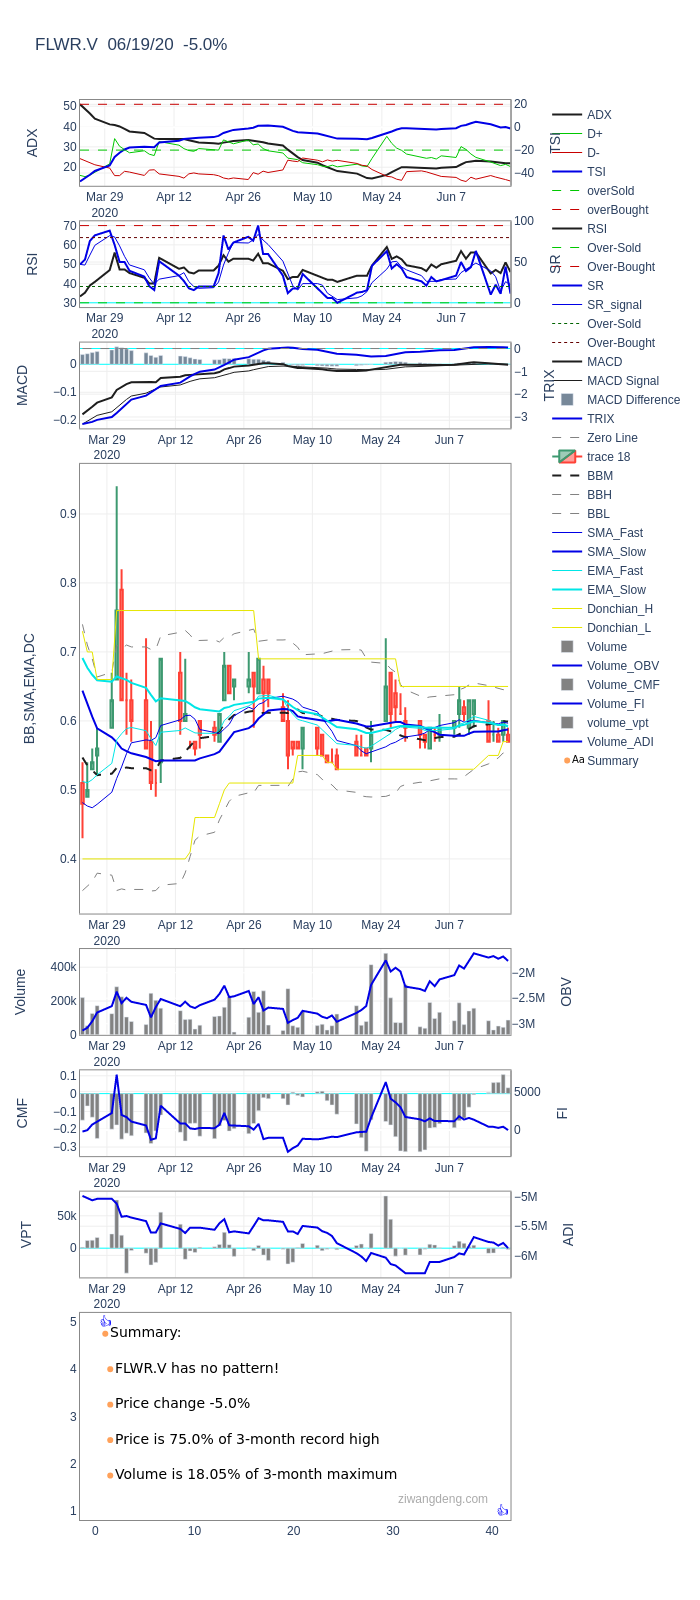 FLWR.V  06/19/20  -5.0%
ADX
50
40
30
20
20
0
−20
−40
TSI
Mar 29
2020
Apr 12
Apr 26
May 10
May 24
Jun 7
RSI
70
60
50
40
30
100
50
0
SR
Mar 29
2020
Apr 12
Apr 26
May 10
May 24
Jun 7
MACD
0
−0.1
−0.2
0
−1
−2
−3
TRIX
Mar 29
2020
Apr 12
Apr 26
May 10
May 24
Jun 7
BB,SMA,EMA,DC
0.9
0.8
0.7
0.6
0.5
0.4
Mar 29
2020
Apr 12
Apr 26
May 10
May 24
Jun 7
Volume
400k
200k
0
−2M
−2.5M
−3M
OBV
Mar 29
2020
Apr 12
Apr 26
May 10
May 24
Jun 7
CMF
0.1
0
−0.1
−0.2
−0.3
5000
0
FI
Mar 29
2020
Apr 12
Apr 26
May 10
May 24
Jun 7
VPT
50k
0
−5M
−5.5M
−6M
ADI
Mar 29
2020
Apr 12
Apr 26
May 10
May 24
Jun 7
5
4
3
2
1
Summary:
FLWR.V has no pattern!
Price change -5.0%
Price is 75.0% of 3-month record high
Volume is 18.05% of 3-month maximum
ziwangdeng.com
0
10
20
30
40
ADX
D+
D-
TSI
overSold
overBought
RSI
Over-Sold
Over-Bought
SR
SR_signal
Over-Sold
Over-Bought
MACD
MACD Signal
MACD Difference
TRIX
Zero Line
trace 18
BBM
BBH
BBL
SMA_Fast
SMA_Slow
EMA_Fast
EMA_Slow
Donchian_H
Donchian_L
Volume
Volume_OBV
Volume_CMF
Volume_FI
volume_vpt
Volume_ADI
Aa Summary